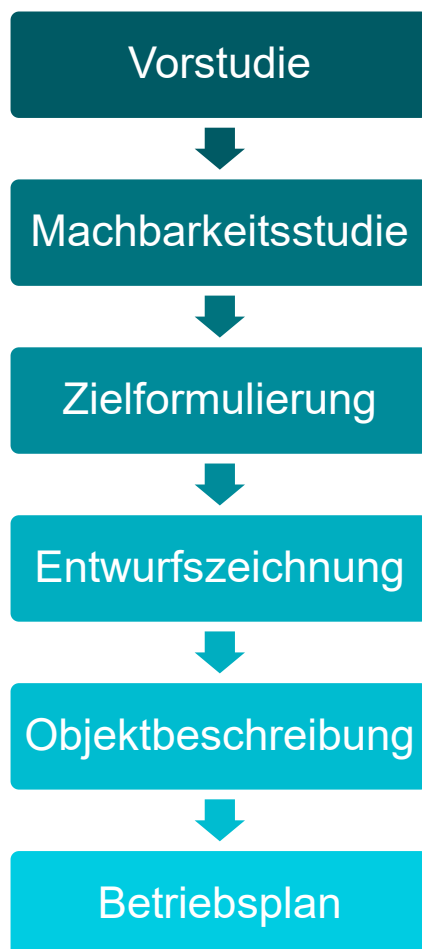 Vorstudie
Machbarkeitsstudie
Zielformulierung
Entwurfszeichnung
Objektbeschreibung
Betriebsplan